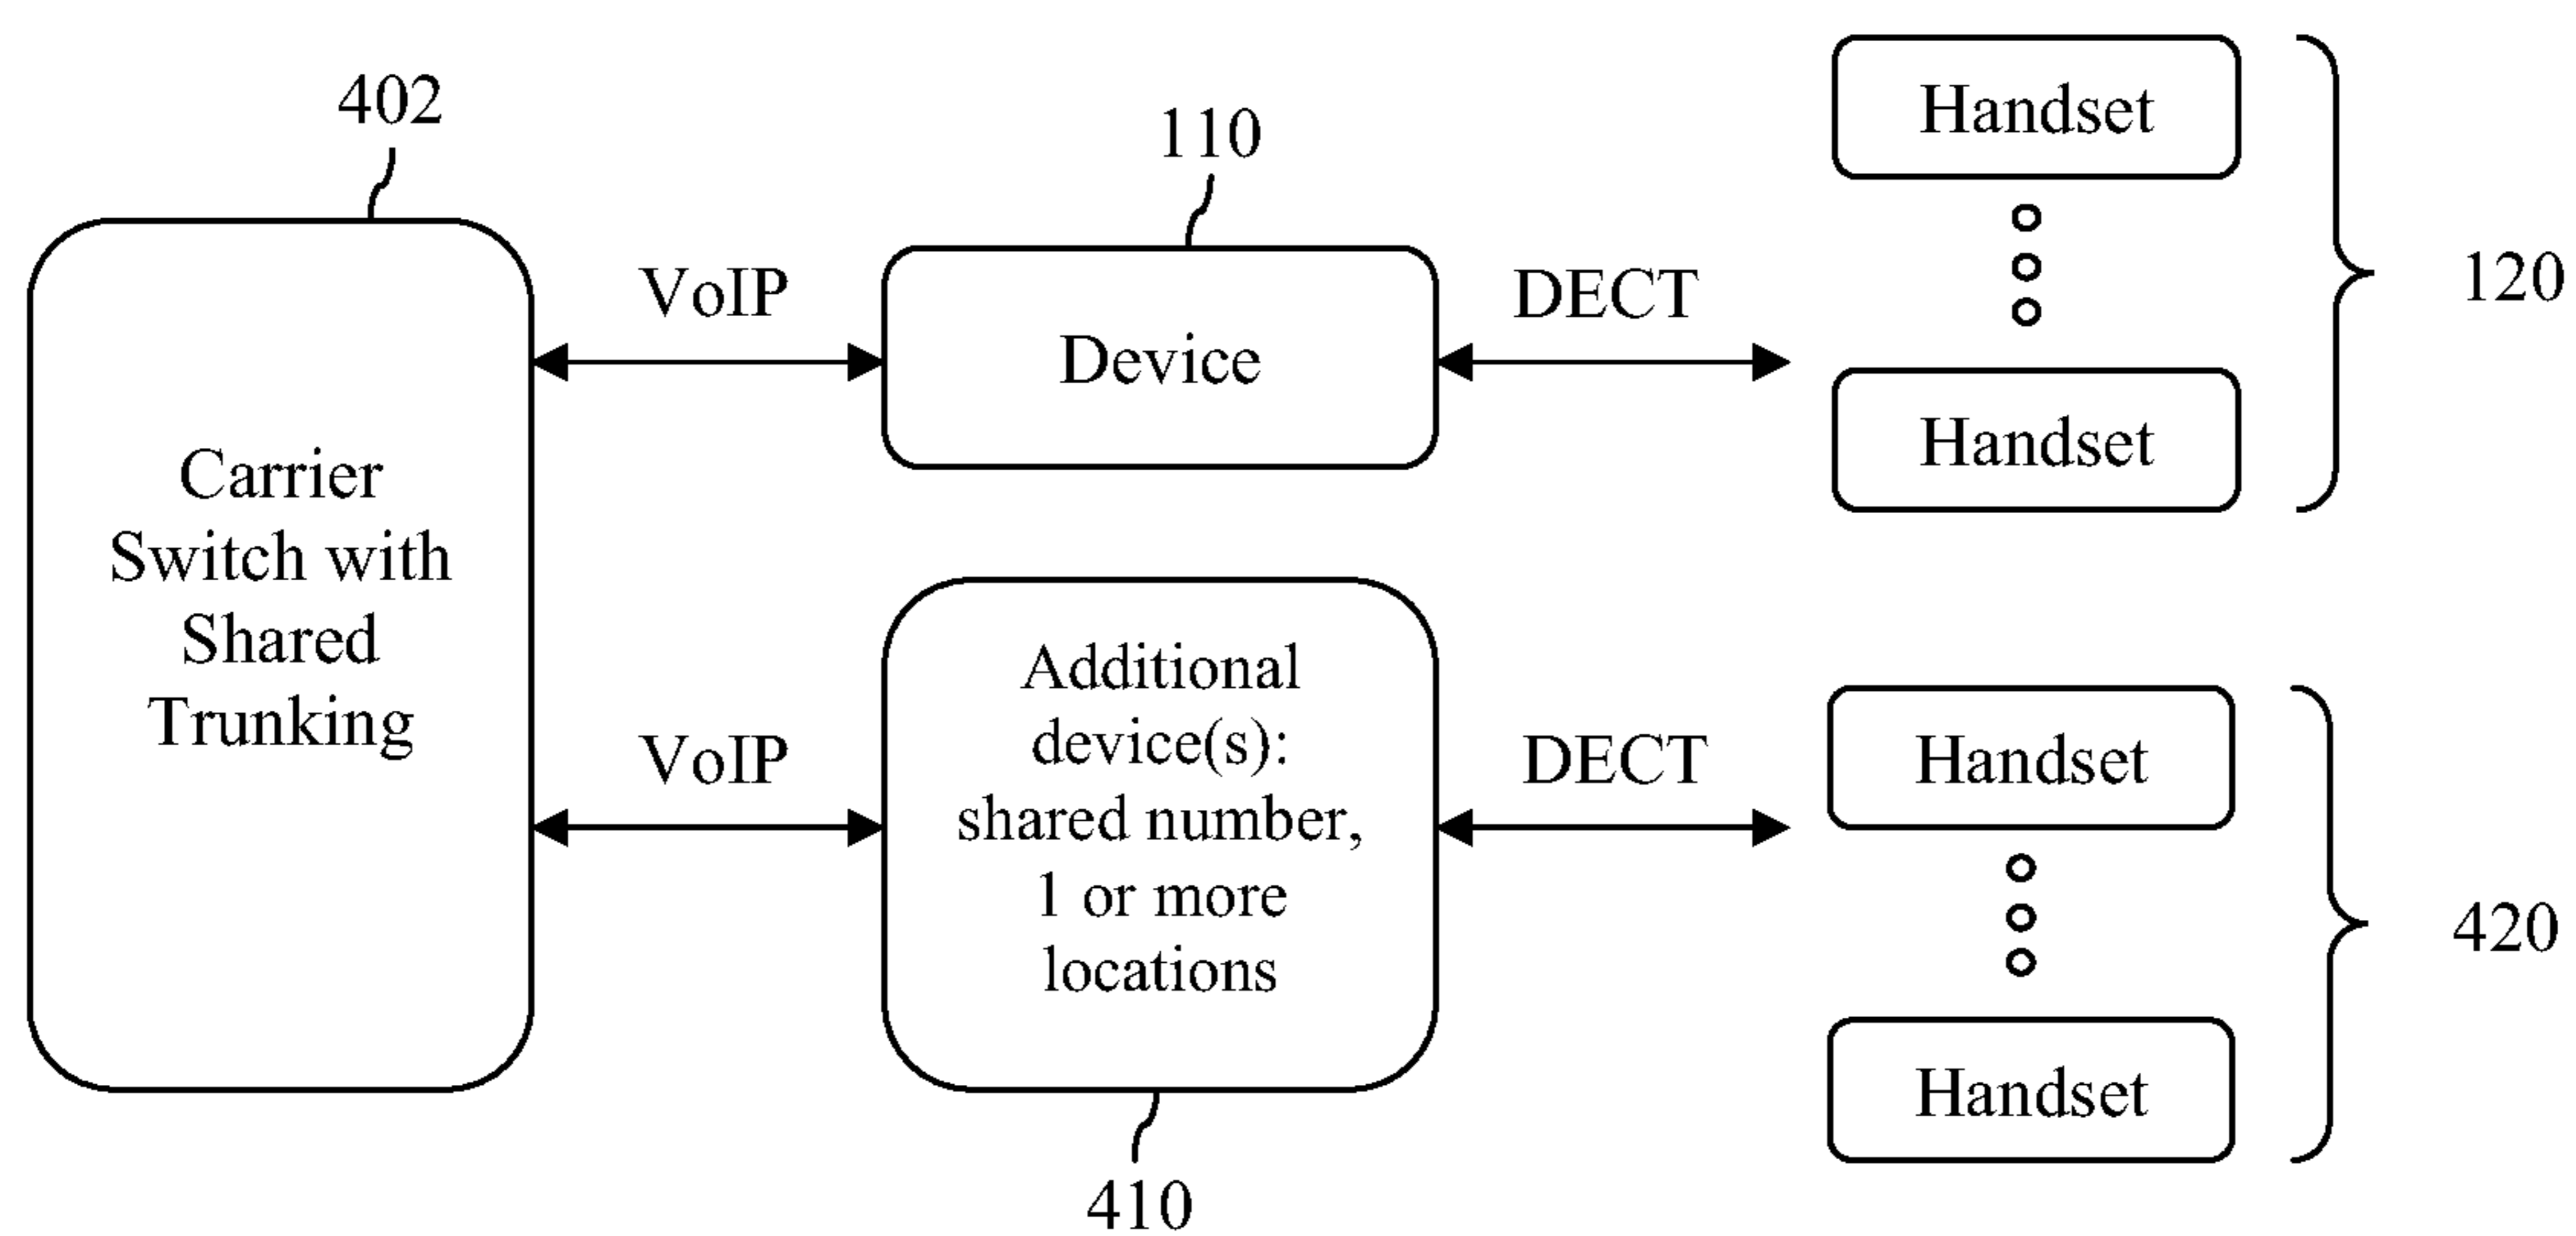 402
Carrier
Switch with
Shared
Trunking
VoIP
110
Device
DECT
Handset
Handset
120
VoIP
Additional
device(s):
shared number,
1 or more
locations
410
DECT
Handset
Handset
420